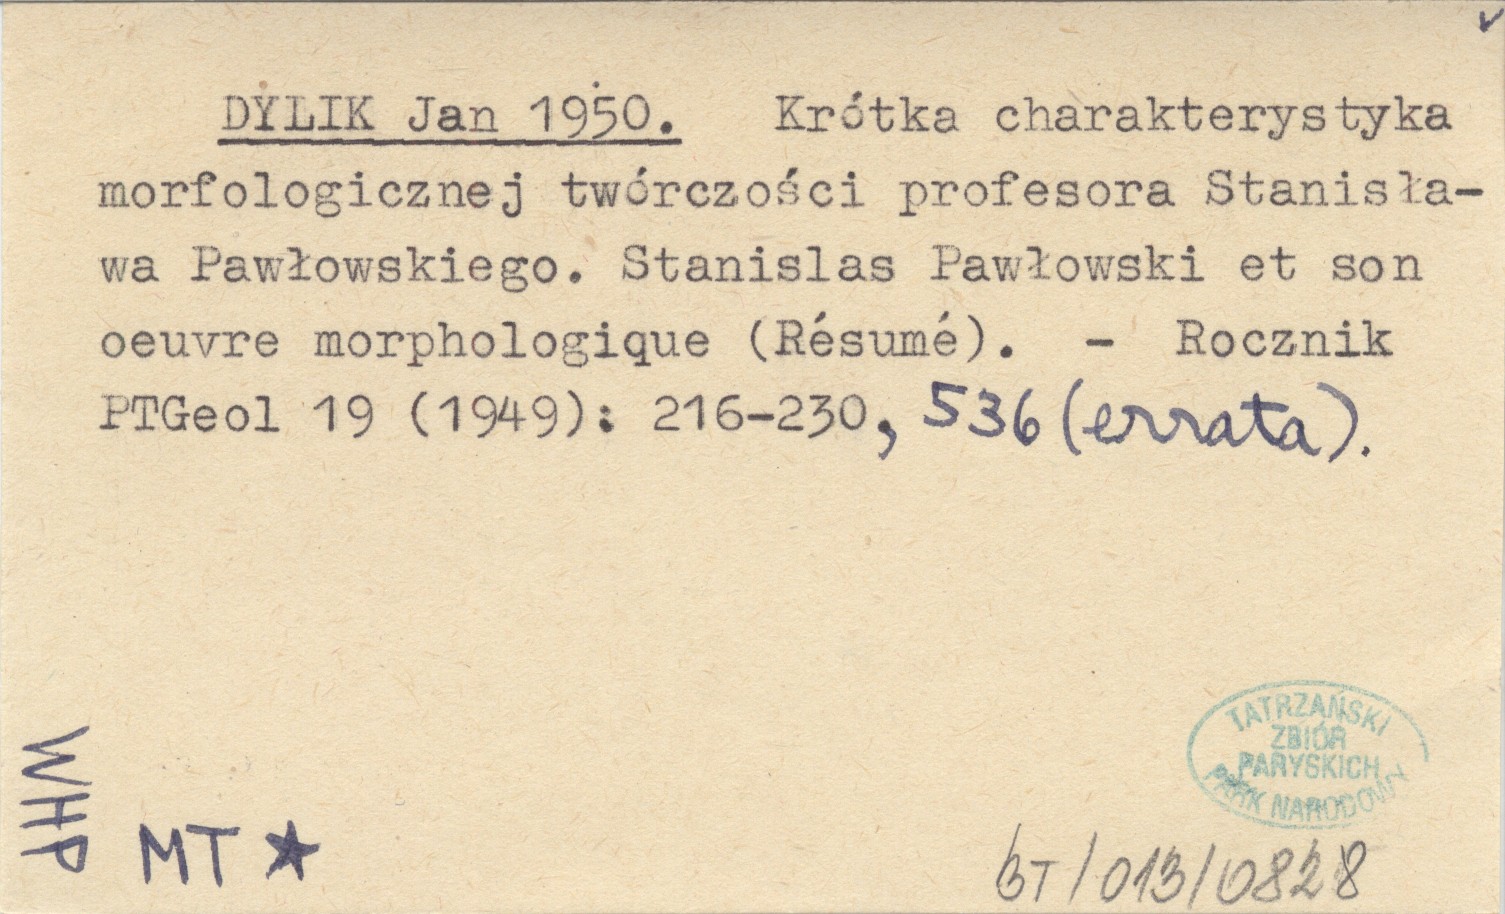 ✓
DYLIK Jan 1950. Krótka charakterystyka
morfologicznej twórczości profesora Stanisła-
wa Pawłowskiego. Stanislas Pawłowski et son
oeuvre morphologique (Résumé). - Rocznik
PTGeol 19 (1949): 216-230, 536 (errata).
TATRZAŃSKI
ZBIÓR
PARYSKICH
PARK NARODOWY
WHP
MT ★
BT/013/0828